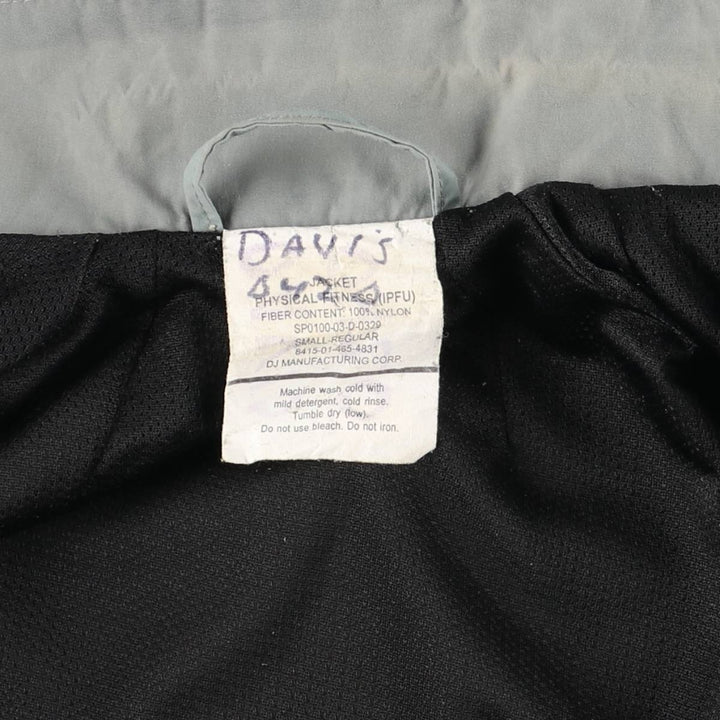 DAVIS
JACKET
PHYSICAL FITNESS (IPFU)
FIBER CONTENT: 100% NYLON
SP0100-03-D-0329
SMALL-REGULAR
8415-01-465-4831
DJ MANUFACTURING CORP.
Machine wash cold with
mild detergent, cold rinse.
Tumble dry (low).
Do not use bleach. Do not iron.